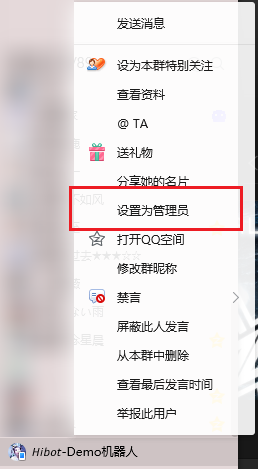 发送消息
设为本群特别关注
查看资料
@ TA
送礼物
分享她的名片
设置为管理员
打开QQ空间
修改群昵称
禁言
屏蔽此人发言
从本群中删除
查看最后发言时间
举报此用户
Hibot-Demo机器人